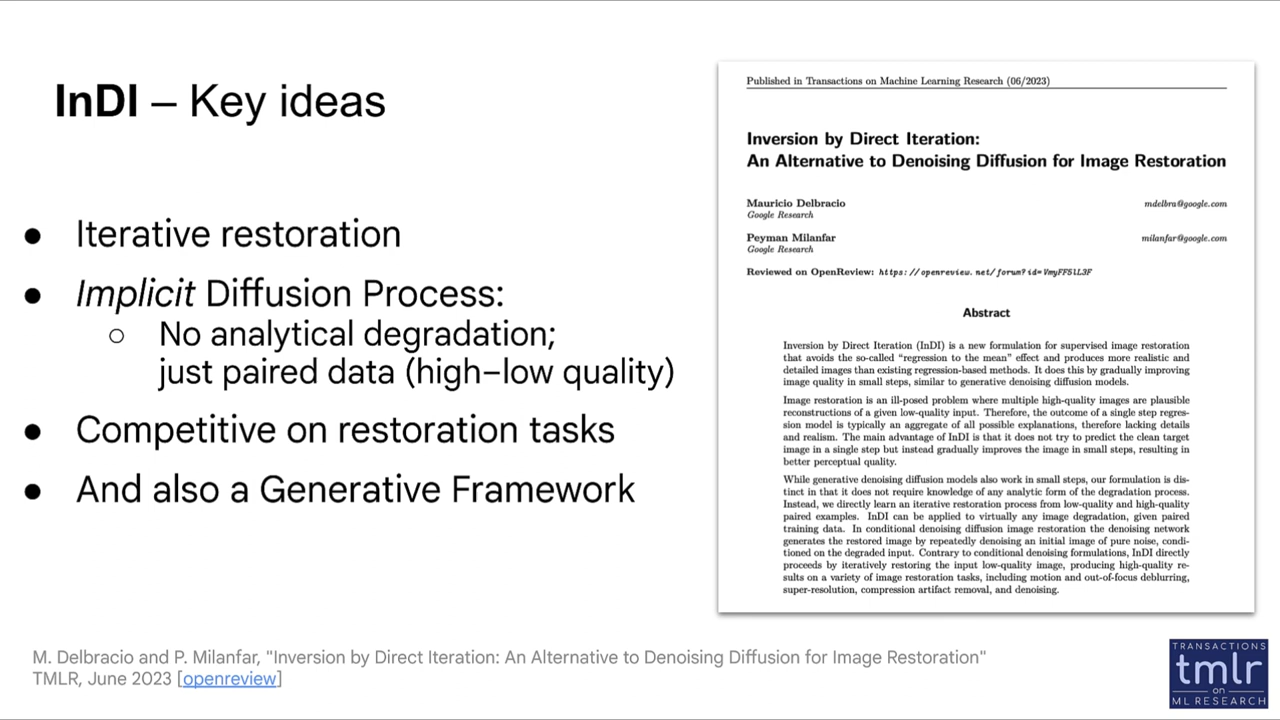 InDI – Key ideas
● Iterative restoration
● Implicit Diffusion Process:
○ No analytical degradation;
just paired data (high–low quality)
● Competitive on restoration tasks
● And also a Generative Framework
Published in Transactions on Machine Learning Research (06/2023)
Inversion by Direct Iteration:
An Alternative to Denoising Diffusion for Image Restoration
Mauricio Delbracio mdelbra@google.com
Google Research
Peyman Milanfar milanfar@google.com
Google Research
Reviewed on OpenReview: https://openreview.net/forum?id=VmyFF5lL3F
Abstract
Inversion by Direct Iteration (InDI) is a new formulation for supervised image restoration
that avoids the so-called “regression to the mean” effect and produces more realistic and
detailed images than existing regression-based methods. It does this by gradually improving
image quality in small steps, similar to generative denoising diffusion models.
Image restoration is an ill-posed problem where multiple high-quality images are plausible
reconstructions of a given low-quality input. Therefore, the outcome of a single step regres-
sion model is typically an aggregate of all possible explanations, therefore lacking details
and realism. The main advantage of InDI is that it does not try to predict the clean target
image in a single step but instead gradually improves the image in small steps, resulting in
better perceptual quality.
While generative denoising diffusion models also work in small steps, our formulation is dis-
tinct in that it does not require knowledge of any analytic form of the degradation process.
Instead, we directly learn an iterative restoration process from low-quality and high-quality
paired examples. InDI can be applied to virtually any image degradation, given paired
training data. In conditional denoising diffusion image restoration the denoising network
generates the restored image by repeatedly denoising an initial image of pure noise, condi-
tioned on the degraded input. Contrary to conditional denoising formulations, InDI directly
proceeds by iteratively restoring the input low-quality image, producing high-quality re-
sults on a variety of image restoration tasks, including motion and out-of-focus deblurring,
super-resolution, compression artifact removal, and denoising.
M. Delbracio and P. Milanfar, "Inversion by Direct Iteration: An Alternative to Denoising Diffusion for Image Restoration"
TMLR, June 2023 [openreview]
TRANSACTIONS
tmlr
on
ML RESEARCH